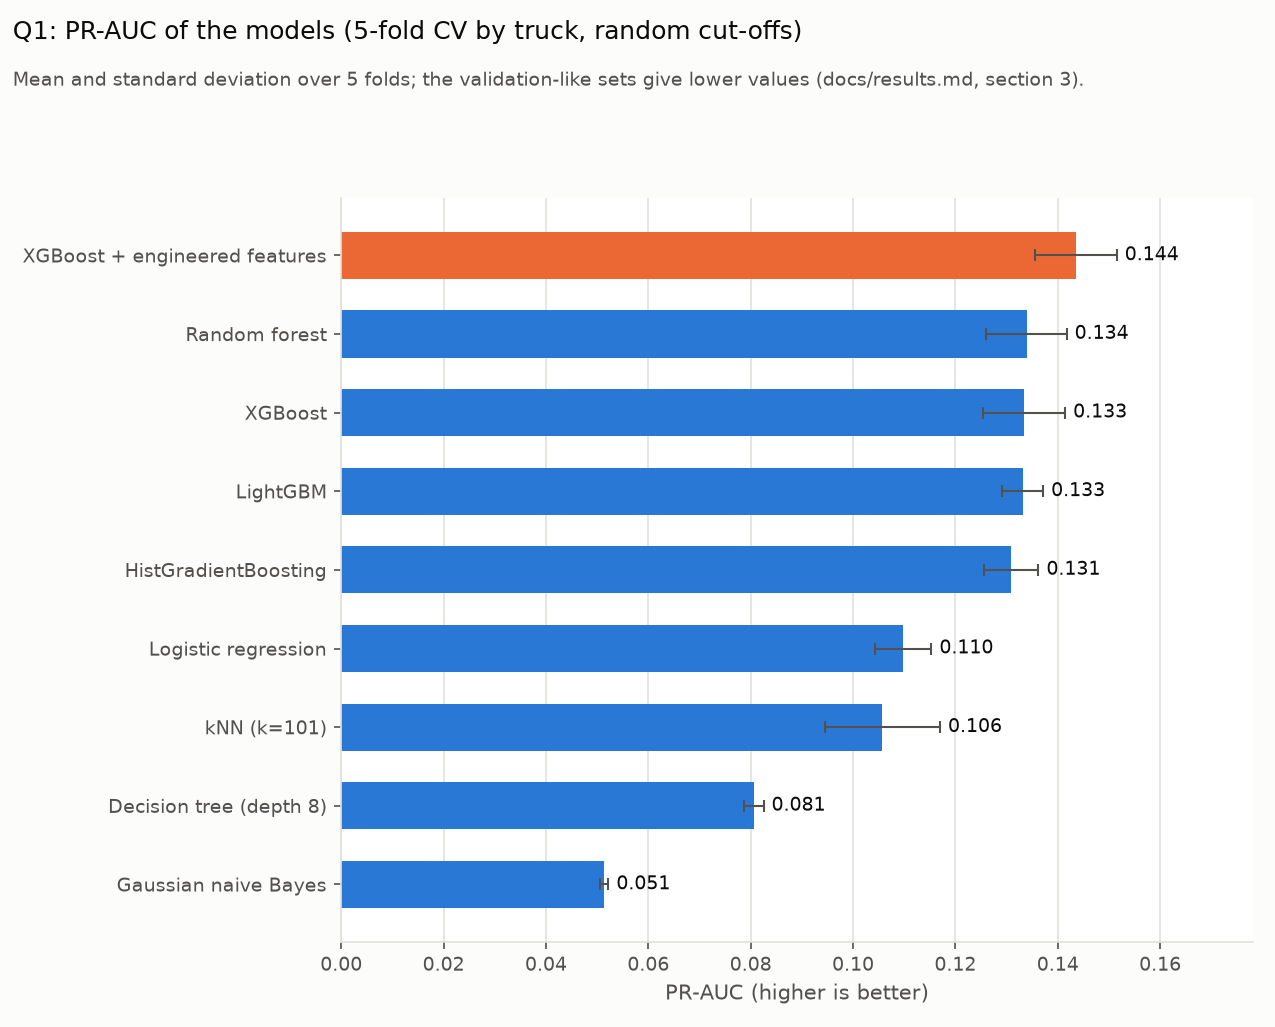 Q1: PR-AUC of the models (5-fold CV by truck, random cut-offs)
Mean and standard deviation over 5 folds; the validation-like sets give lower values (docs/results.md, section 3).
XGBoost + engineered features 0.144
Random forest 0.134
XGBoost 0.133
LightGBM 0.133
HistGradientBoosting 0.131
Logistic regression 0.110
kNN (k=101) 0.106
Decision tree (depth 8) 0.081
Gaussian naive Bayes 0.051
0.00 0.02 0.04 0.06 0.08 0.10 0.12 0.14 0.16
PR-AUC (higher is better)